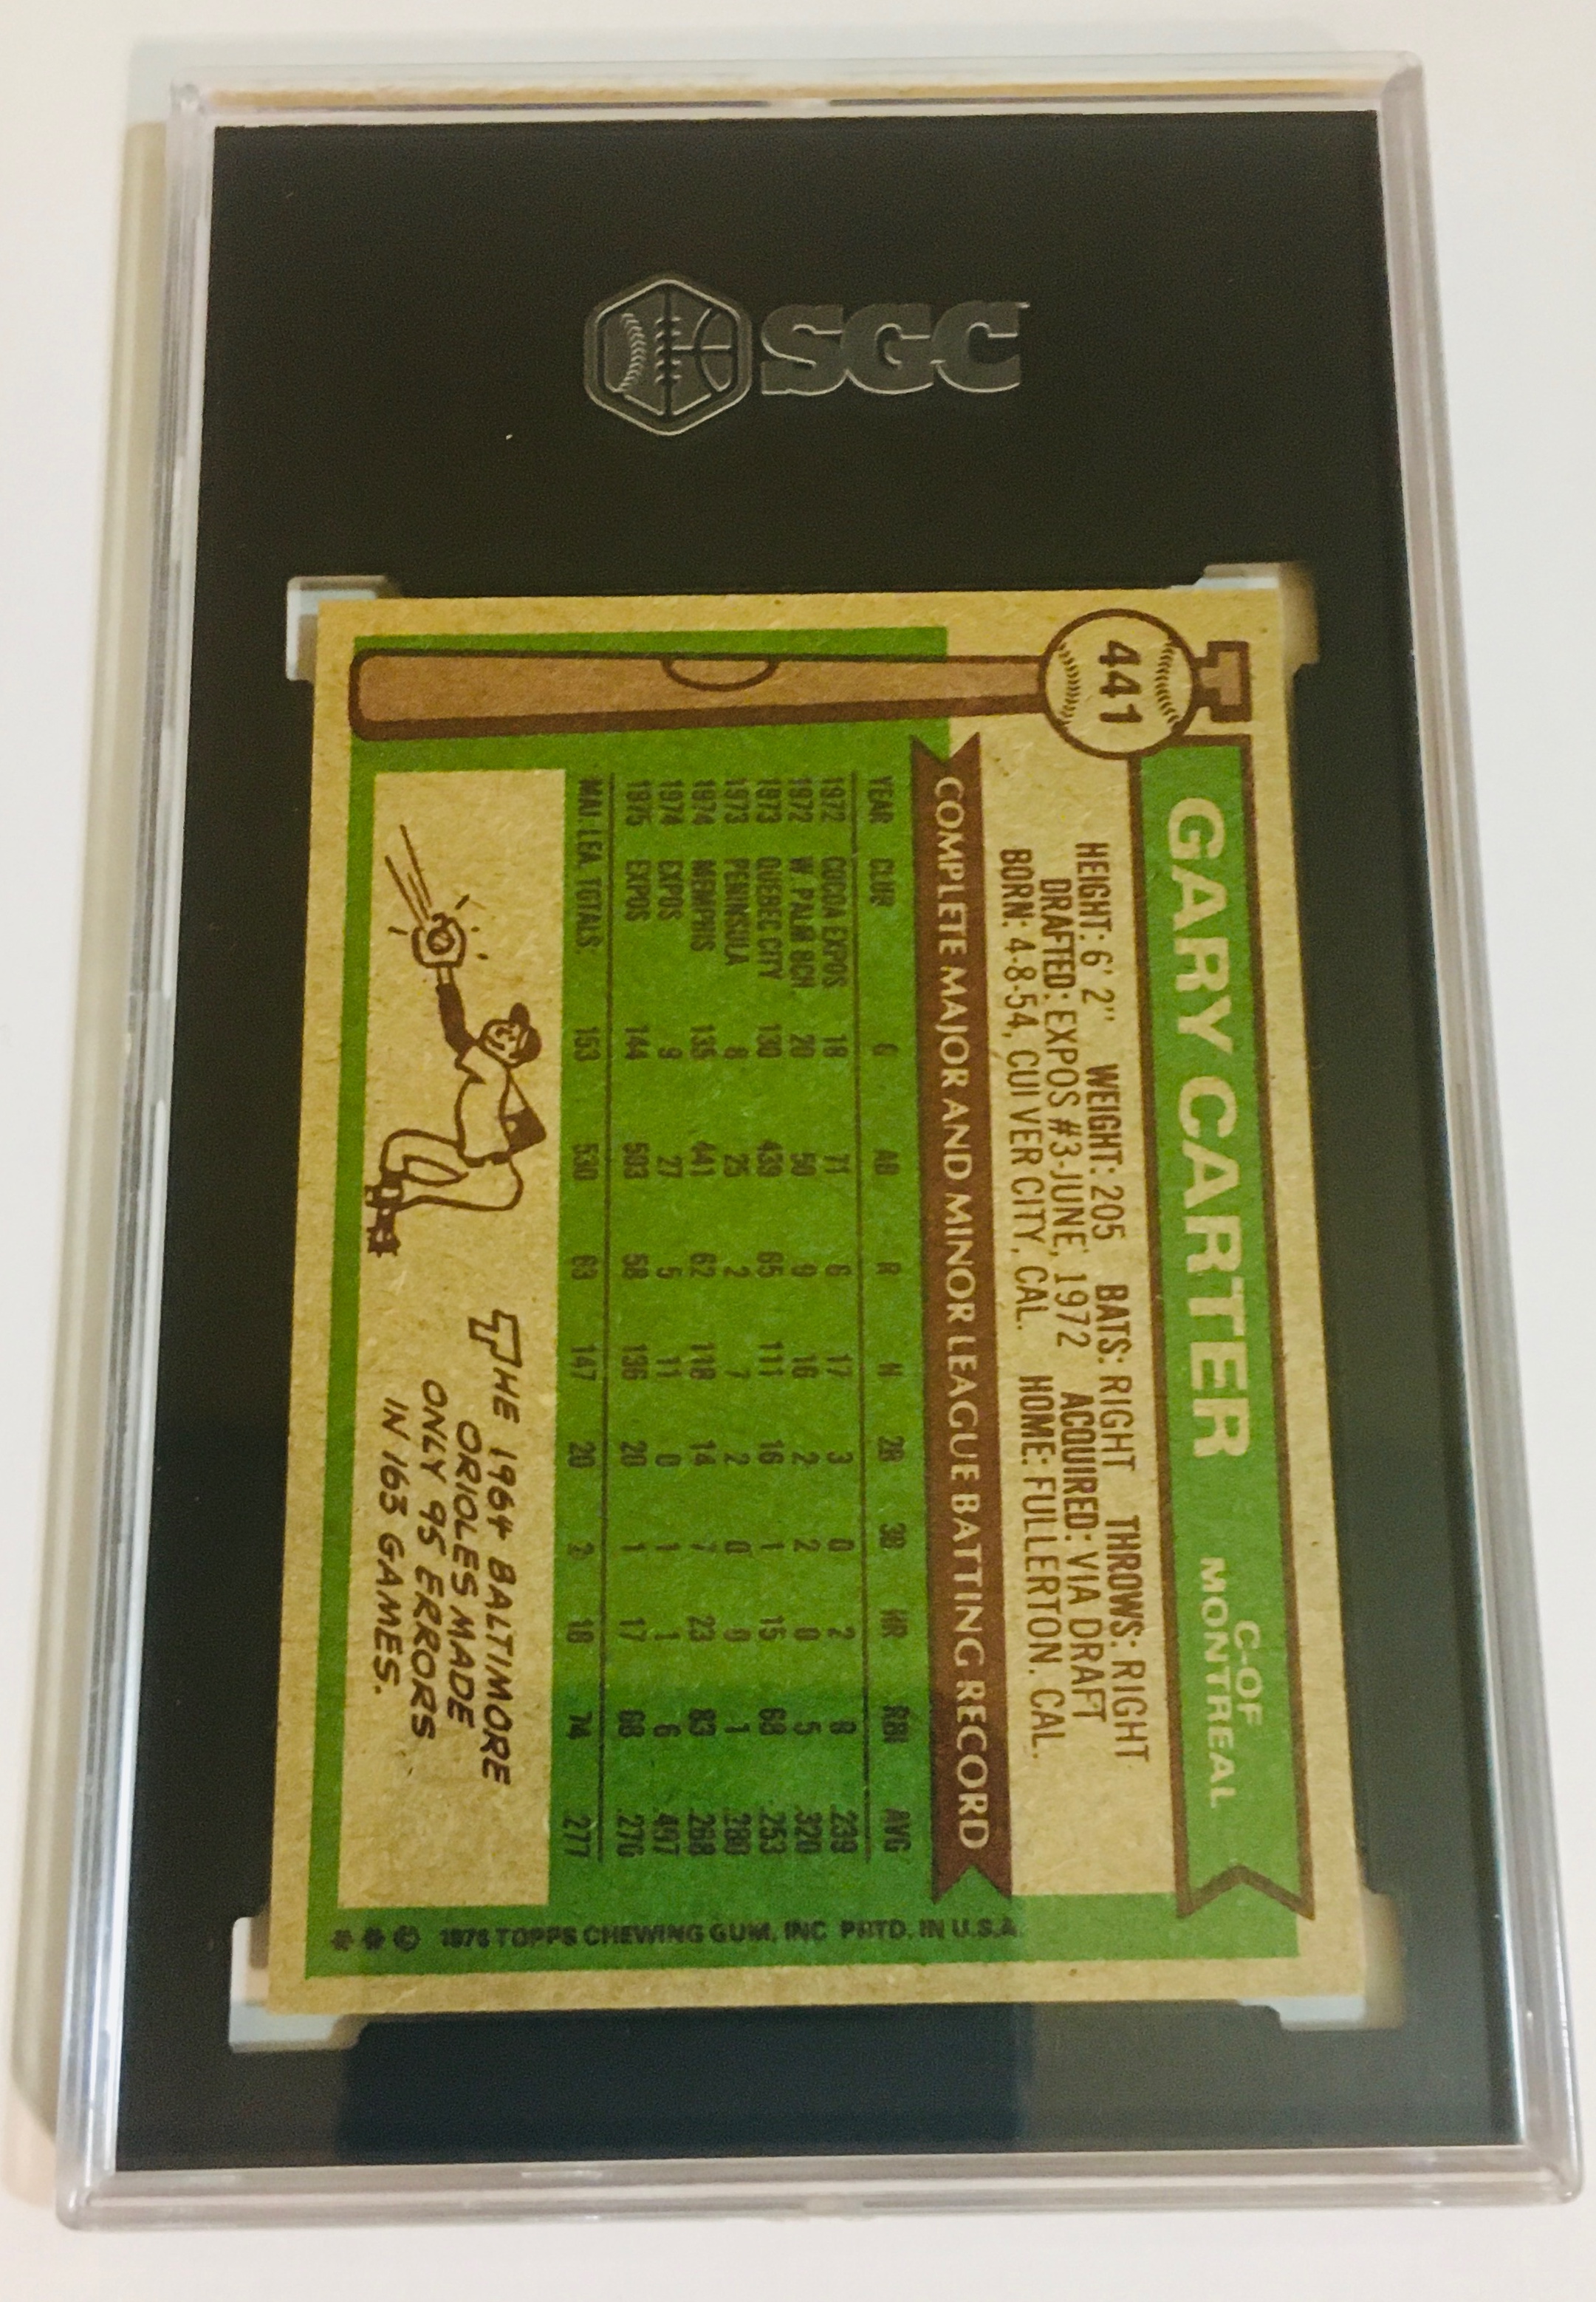 SGC
441
GARY CARTER
C-OF
MONTREAL
HEIGHT: 6' 2" WEIGHT: 205 BATS: RIGHT THROWS: RIGHT
DRAFTED: EXPOS #3-JUNE, 1972 ACQUIRED: VIA DRAFT
BORN: 4-8-54, CULVER CITY, CAL. HOME: FULLERTON, CAL.
COMPLETE MAJOR AND MINOR LEAGUE BATTING RECORD
YEAR CLUB G AB R H 2B 3B HR RBI AVG
1972 COCOA EXPOS 18 71 6 17 3 0 2 8 .239
1972 W. PALM BCH 20 50 9 16 2 2 0 5 .320
1973 QUEBEC CITY 130 439 65 111 16 1 15 68 .253
1973 PENINSULA 8 25 2 7 2 0 0 1 .280
1974 MEMPHIS 135 441 62 118 14 7 23 83 .268
1974 EXPOS 9 27 5 11 0 1 1 6 .407
1975 EXPOS 144 503 58 136 20 1 17 68 .270
MAJ. LEA. TOTALS 153 530 63 147 20 2 18 74 .277
THE 1964 BALTIMORE
ORIOLES MADE
ONLY 95 ERRORS
IN 163 GAMES.
* * © 1976 TOPPS CHEWING GUM, INC PRTD. IN U.S.A.